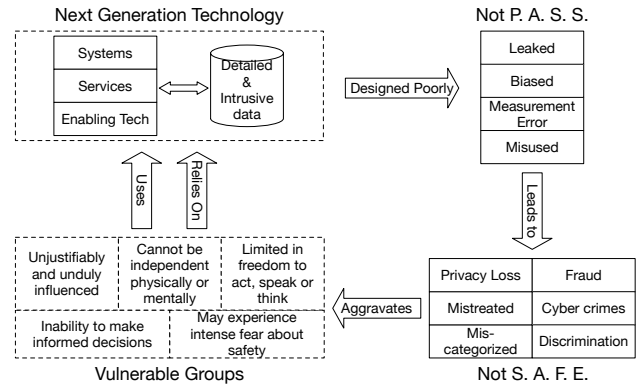 Next Generation Technology
Systems
Services
Enabling Tech
Detailed
&
Intrusive
data
Designed Poorly
Not P. A. S. S.
Leaked
Biased
Measurement
Error
Misused
Uses
Relies On
Leads to
Unjustifiably
and unduly
influenced
Cannot be
independent
physically or
mentally
Limited in
freedom to
act, speak or
think
Inability to make
informed decisions
May experience
intense fear about
safety
Vulnerable Groups
Aggravates
Privacy Loss
Fraud
Mistreated
Cyber crimes
Mis-
categorized
Discrimination
Not S. A. F. E.